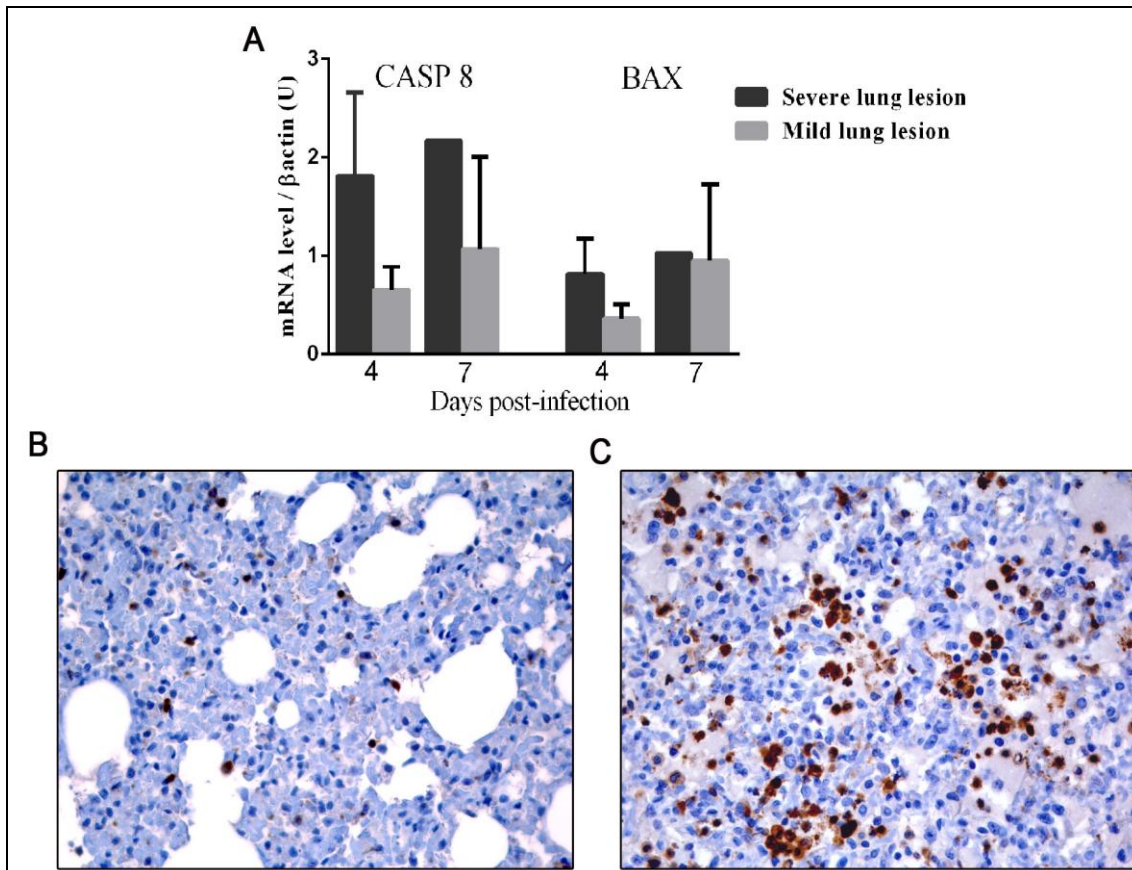 A
3
2
1
0
mRNA level / βactin (U)
CASP 8
BAX
Severe lung lesion
Mild lung lesion
4
7
4
7
Days post-infection
B
C